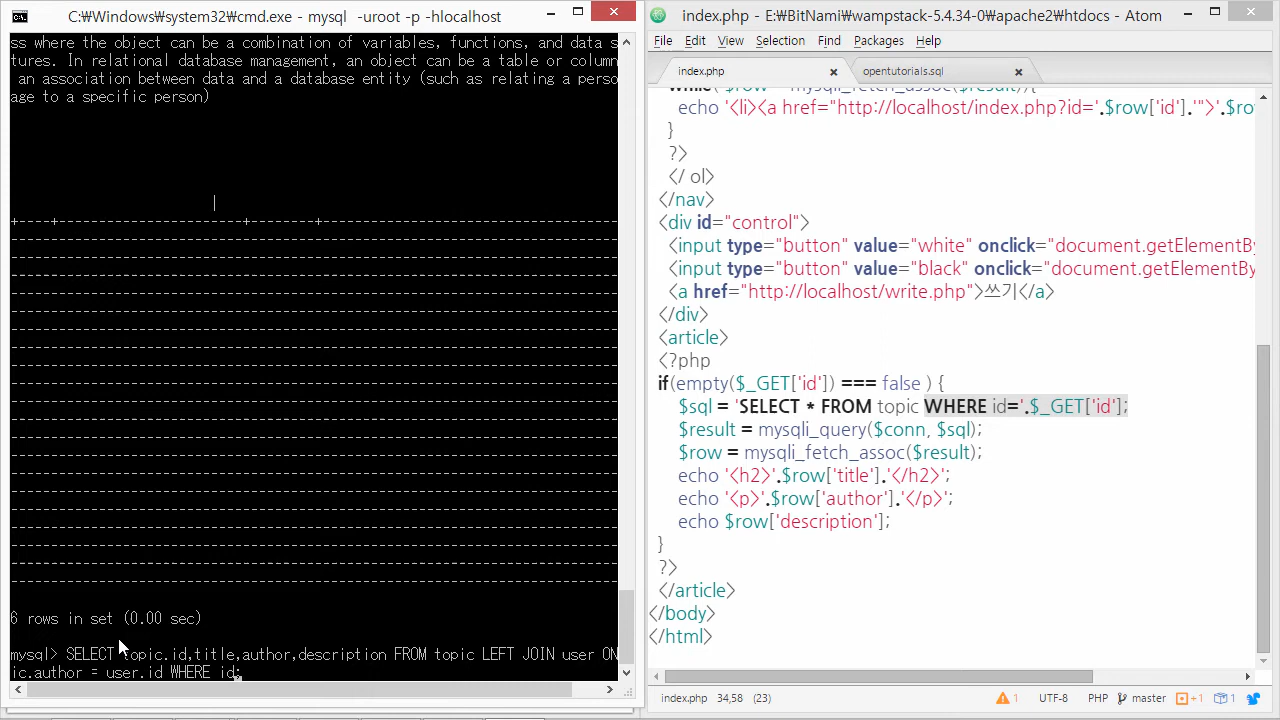 C:₩Windows₩system32₩cmd.exe - mysql -uroot -p -hlocalhost
ss where the object can be a combination of variables, functions, and data s
tures. In relational database management, an object can be a table or column
an association between data and a database entity (such as relating a perso
age to a specific person)
|
+----+---------------------+--------+---------------------------------
6 rows in set (0.00 sec)
mysql> SELECT topic.id,title,author,description FROM topic LEFT JOIN user ON
ic.author = user.id WHERE id;
index.php - E:₩BitNami₩wampstack-5.4.34-0₩apache2₩htdocs - Atom
File Edit View Selection Find Packages Help
index.php opentutorials.sql
while( $row = mysqli_fetch_assoc($result)){
echo '<li><a href="http://localhost/index.php?id='.$row['id'].'">'.$ro
}
?>
</ ol>
</nav>
<div id="control">
<input type="button" value="white" onclick="document.getElementBy
<input type="button" value="black" onclick="document.getElementBy
<a href="http://localhost/write.php">쓰기</a>
</div>
<article>
<?php
if(empty($_GET['id']) === false ) {
$sql = 'SELECT * FROM topic WHERE id='.$_GET['id'];
$result = mysqli_query($conn, $sql);
$row = mysqli_fetch_assoc($result);
echo '<h2>'.$row['title'].'</h2>';
echo '<p>'.$row['author'].'</p>';
echo $row['description'];
}
?>
</article>
</body>
</html>
index.php 34,58 (23) 1 UTF-8 PHP master +1 1